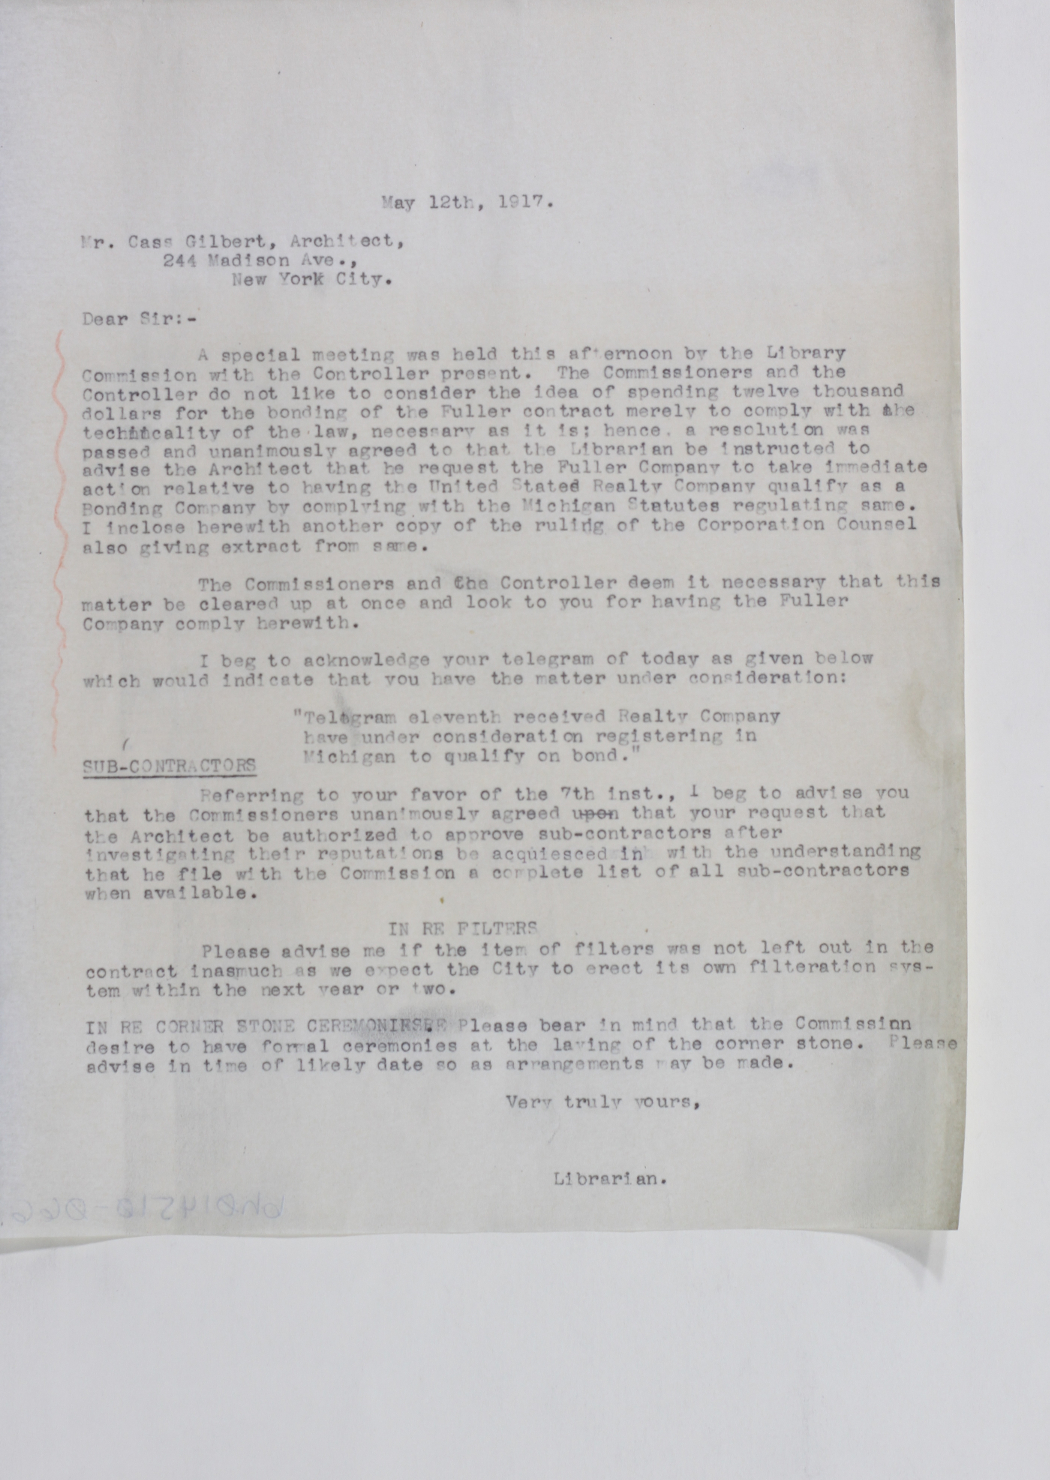 May 12th, 1917.
Mr. Cass Gilbert, Architect,
244 Madison Ave.,
New York City.
Dear Sir:-
A special meeting was held this afternoon by the Library
Commission with the Controller present. The Commissioners and the
Controller do not like to consider the idea of spending twelve thousand
dollars for the bonding of the Fuller contract merely to comply with the
technicality of the law, necessary as it is; hence, a resolution was
passed and unanimously agreed to that the Librarian be instructed to
advise the Architect that he request the Fuller Company to take immediate
action relative to having the United States Realty Company qualify as a
Bonding Company by complying with the Michigan Statutes regulating same.
I inclose herewith another copy of the ruling of the Corporation Counsel
also giving extract from same.
The Commissioners and the Controller deem it necessary that this
matter be cleared up at once and look to you for having the Fuller
Company comply herewith.
I beg to acknowledge your telegram of today as given below
which would indicate that you have the matter under consideration:
"Telegram eleventh received Realty Company
have under consideration registering in
Michigan to qualify on bond."
SUB-CONTRACTORS
Referring to your favor of the 7th inst., I beg to advise you
that the Commissioners unanimously agreed upon that your request that
the Architect be authorized to approve sub-contractors after
investigating their reputations be acquiesced in with the understanding
that he file with the Commission a complete list of all sub-contractors
when available.
IN RE FILTERS
Please advise me if the item of filters was not left out in the
contract inasmuch as we expect the City to erect its own filteration sys-
tem within the next year or two.
IN RE CORNER STONE Please bear in mind that the Commission
desire to have formal ceremonies at the laying of the corner stone. Please
advise in time of likely date so as arrangements may be made.
Very truly yours,
Librarian.